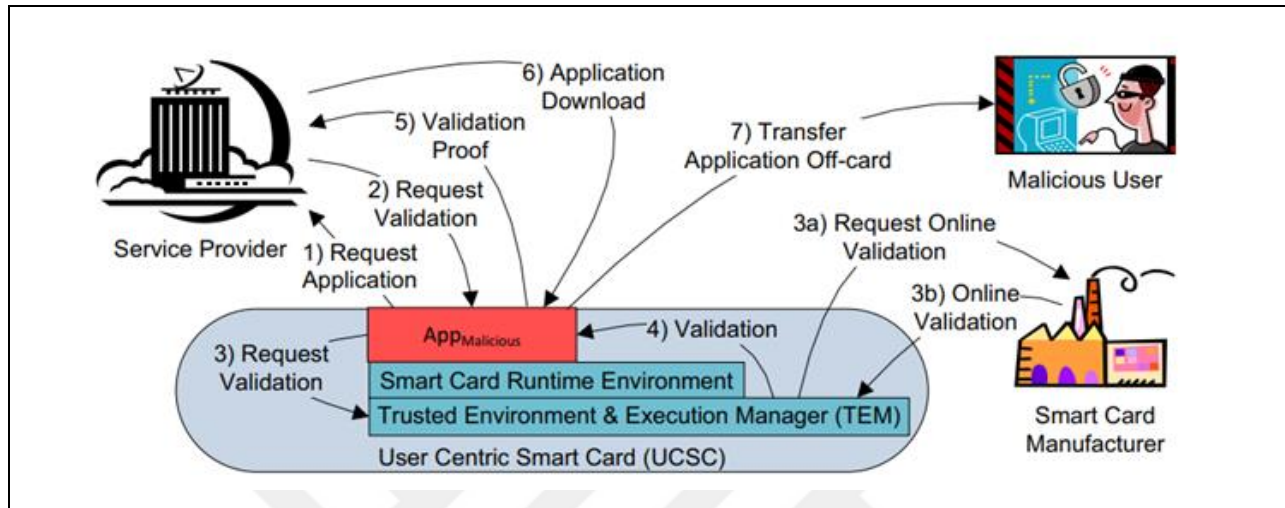 6) Application
Download
5) Validation
Proof
7) Transfer
Application Off-card
Malicious User
2) Request
Validation
Service Provider
1) Request
Application
3a) Request Online
Validation
3b) Online
Validation
AppMalicious
4) Validation
3) Request
Validation
Smart Card Runtime Environment
Trusted Environment & Execution Manager (TEM)
Smart Card
Manufacturer
User Centric Smart Card (UCSC)